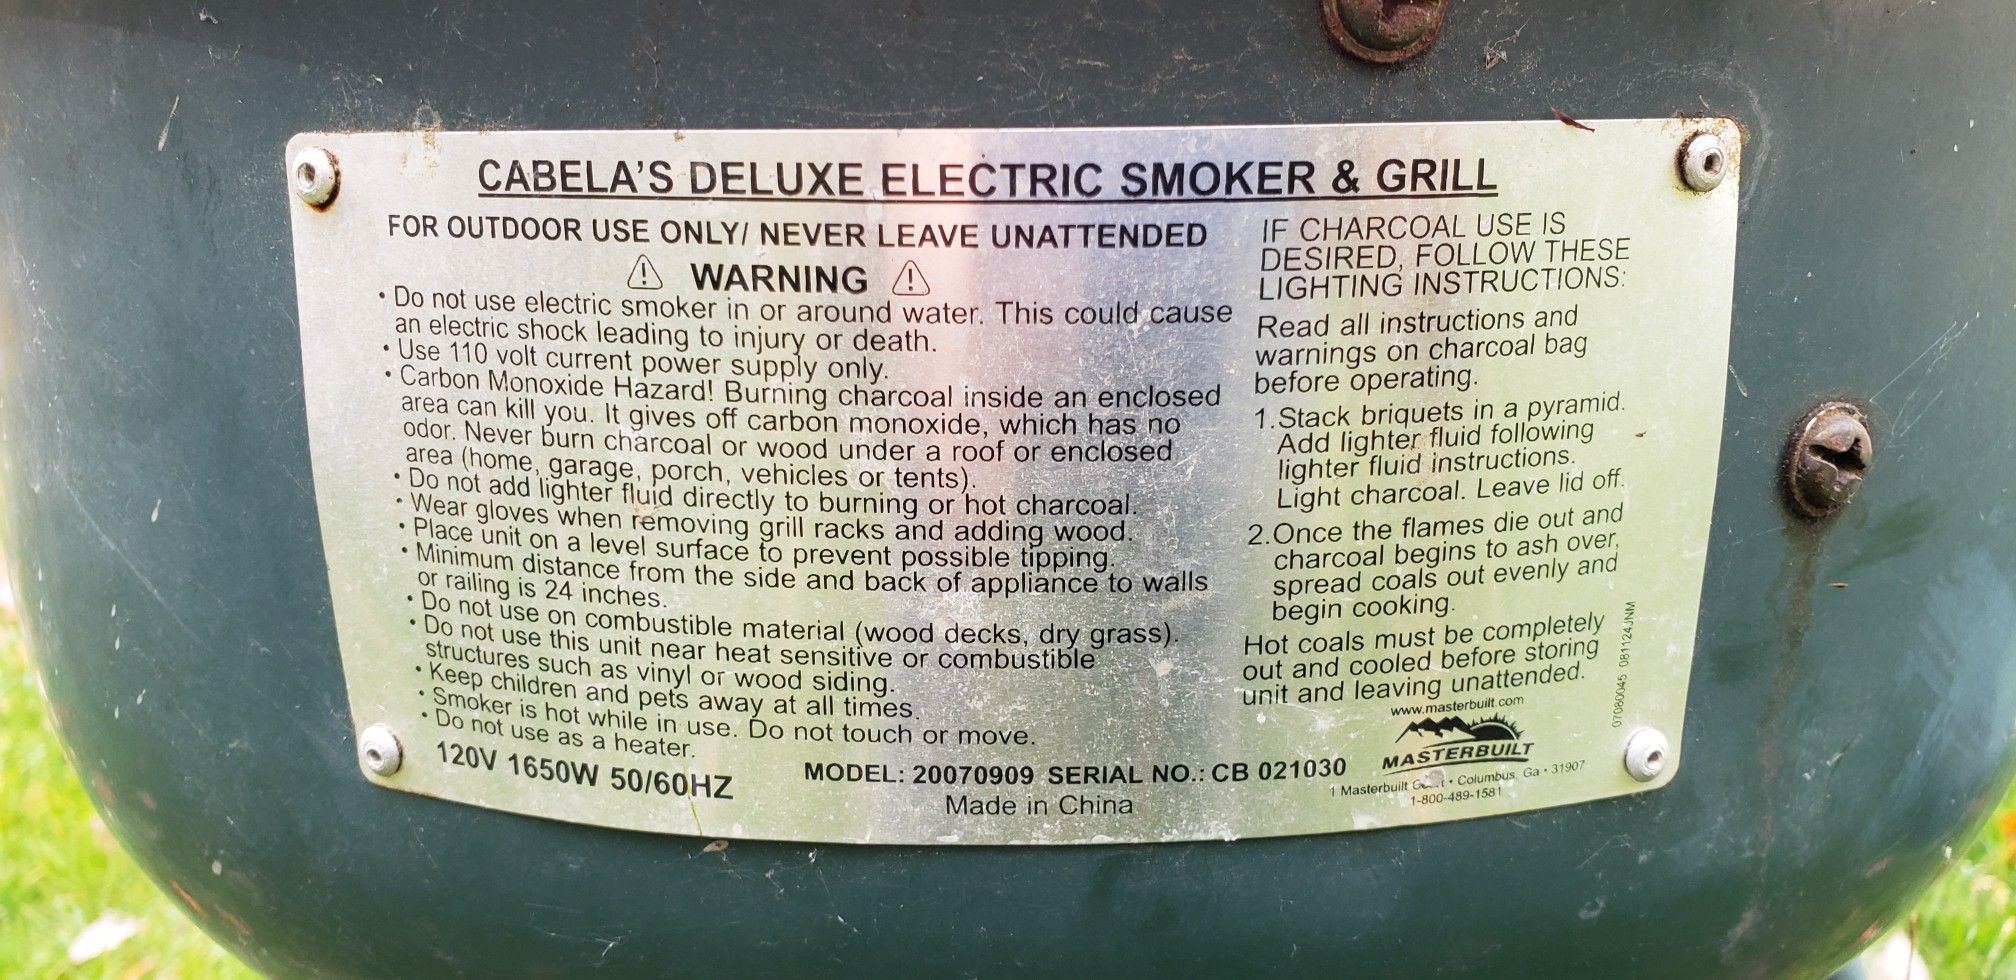 CABELA'S DELUXE ELECTRIC SMOKER & GRILL
FOR OUTDOOR USE ONLY/ NEVER LEAVE UNATTENDED
WARNING
• Do not use electric smoker in or around water. This could cause
an electric shock leading to injury or death.
• Use 110 volt current power supply only.
• Carbon Monoxide Hazard! Burning charcoal inside an enclosed
area can kill you. It gives off carbon monoxide, which has no
odor. Never burn charcoal or wood under a roof or enclosed
area (home, garage, porch, vehicles or tents).
• Do not add lighter fluid directly to burning or hot charcoal.
• Wear gloves when removing grill racks and adding wood.
• Place unit on a level surface to prevent possible tipping.
• Minimum distance from the side and back of appliance to walls
or railing is 24 inches.
• Do not use on combustible material (wood decks, dry grass).
• Do not use this unit near heat sensitive or combustible
structures such as vinyl or wood siding.
• Keep children and pets away at all times.
• Smoker is hot while in use. Do not touch or move.
• Do not use as a heater.
120V 1650W 50/60HZ
IF CHARCOAL USE IS
DESIRED, FOLLOW THESE
LIGHTING INSTRUCTIONS:
Read all instructions and
warnings on charcoal bag
before operating.
1.Stack briquets in a pyramid.
Add lighter fluid following
lighter fluid instructions.
Light charcoal. Leave lid off.
2.Once the flames die out and
charcoal begins to ash over,
spread coals out evenly and
begin cooking.
Hot coals must be completely
out and cooled before storing
unit and leaving unattended.
www.masterbuilt.com
MASTERBUILT
1 Masterbuilt • Columbus, Ga • 31907
1-800-489-1581
07080045 081124JNM
MODEL: 20070909 SERIAL NO.: CB 021030
Made in China